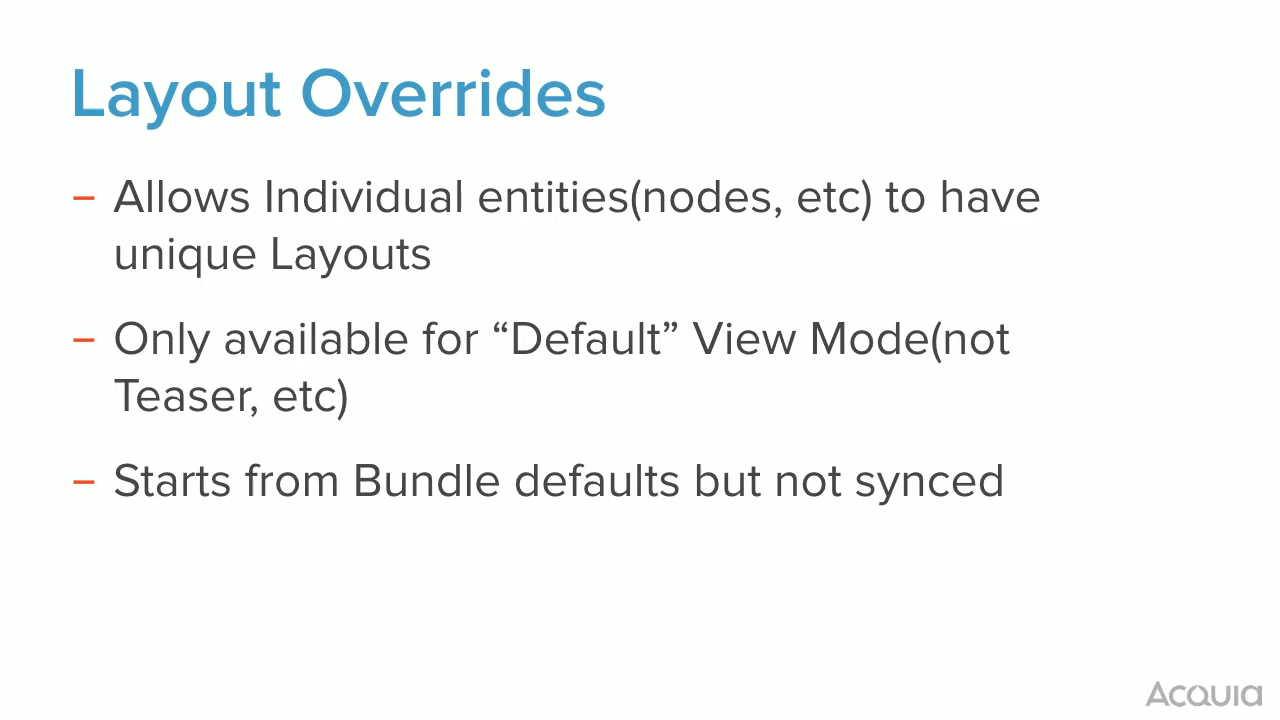 Layout Overrides
– Allows Individual entities(nodes, etc) to have
unique Layouts
– Only available for “Default” View Mode(not
Teaser, etc)
– Starts from Bundle defaults but not synced
ACQUIA